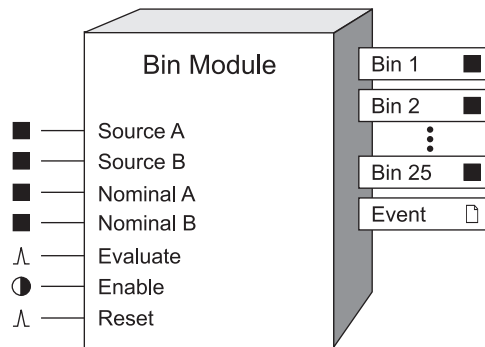 Bin Module
Source A
Source B
Nominal A
Nominal B
Evaluate
Enable
Reset
Bin 1
Bin 2
Bin 25
Event